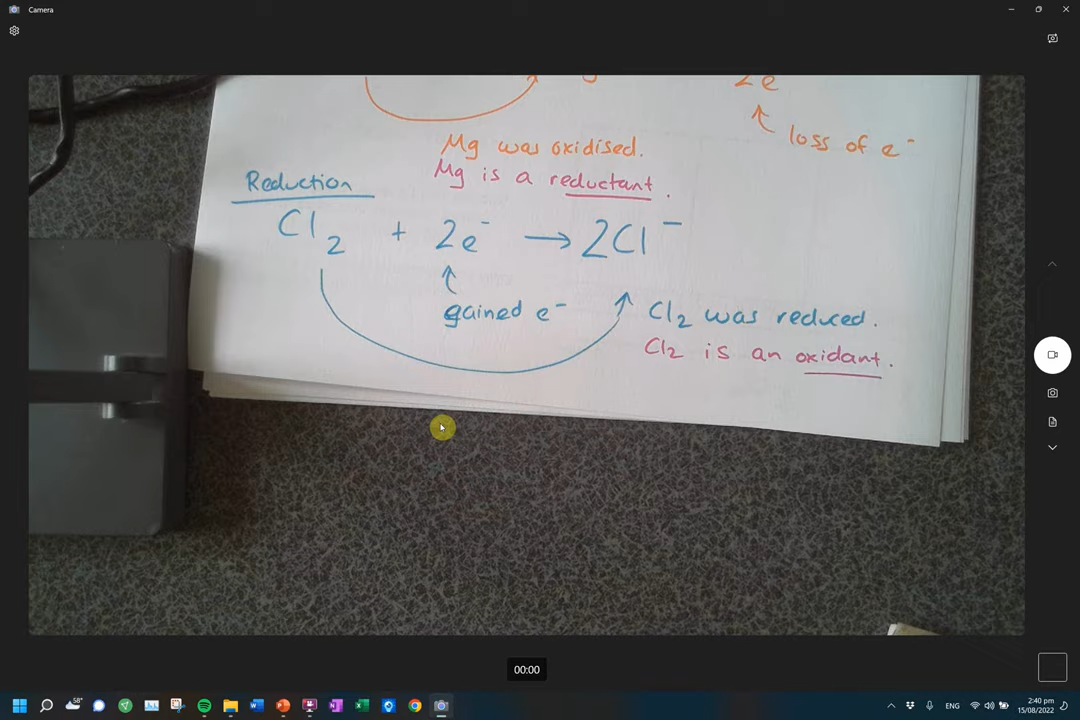 Camera
2e
loss of e⁻
Mg was oxidised.
Mg is a reductant.
Reduction
Cl₂ + 2e⁻ → 2Cl⁻
gained e⁻
Cl₂ was reduced.
Cl₂ is an oxidant.
00:00
58°
ENG
2:40 pm
15/08/2022